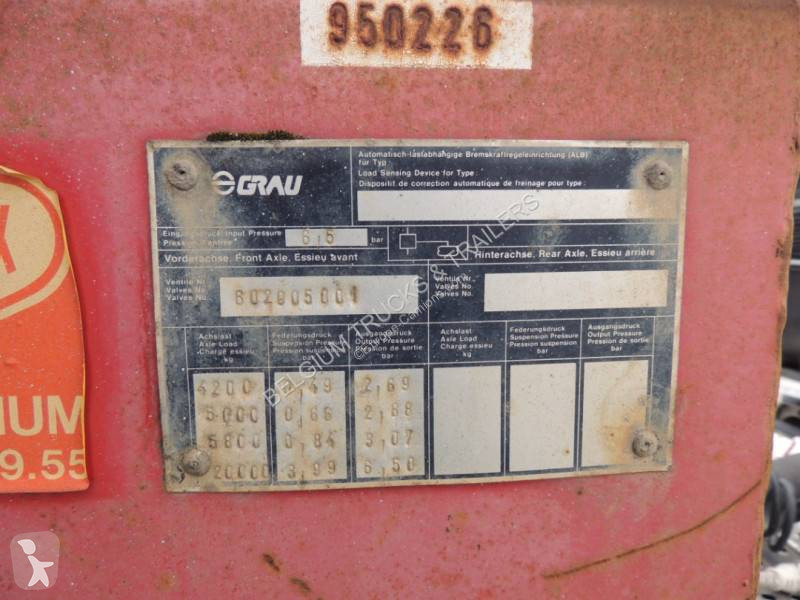 950226
GRAU
Automatisch-lastabhängige Bremskraftregeleinrichtung (ALB)
für Typ:
Load Sensing Device for Type:
Dispositif de correction automatique de freinage pour type:
Eingangsdruck Input Pressure
Pression d'entrée
6,5 bar
Vorderachse, Front Axle, Essieu avant
Hinterachse, Rear Axle, Essieu arrière
Ventile Nr.
Valves No.
Valves No.
602005001
Ventile Nr.
Valves No.
Valves No.
Achslast
Axle Load
Charge essieu
kg
Federungsdruck
Suspension Pressure
Pression suspension
bar
Ausgangsdruck
Output Pressure
Pression de sortie
bar
Achslast
Axle Load
Charge essieu
kg
Federungsdruck
Suspension Pressure
Pression suspension
bar
Ausgangsdruck
Output Pressure
Pression de sortie
bar
4200 0,49 2,69
5000 0,66 2,88
5800 0,84 3,07
20000 3,99 6,50
IUM
9.55
BELGIUM TRUCKS & TRAILERS